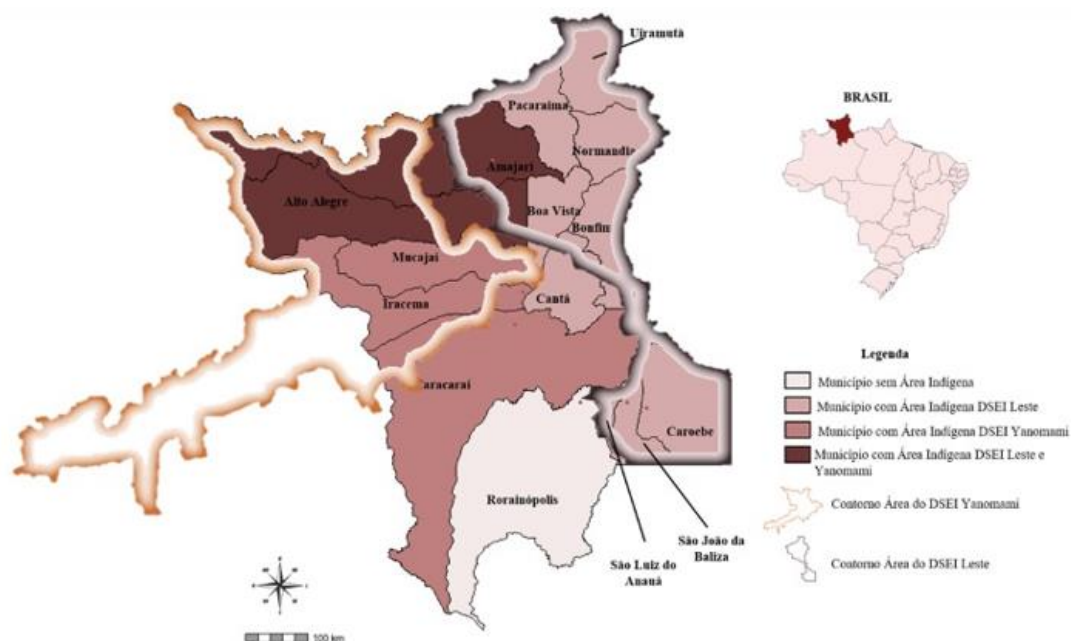 Uiramutã
BRASIL
Pacaraima
Normandia
Amajari
Alto Alegre
Boa Vista
Bonfim
Mucajaí
Cantá
Iracema
Legenda
Caracaraí
Município sem Área Indígena
Município com Área Indígena DSEI Leste
Município com Área Indígena DSEI Yanomami
Caroebe
Município com Área Indígena DSEI Leste e
Yanomami
Rorainópolis
Contorno Área do DSEI Yanomami
São João da
Baliza
São Luiz do
Anauá
Contorno Área do DSEI Leste
100 km